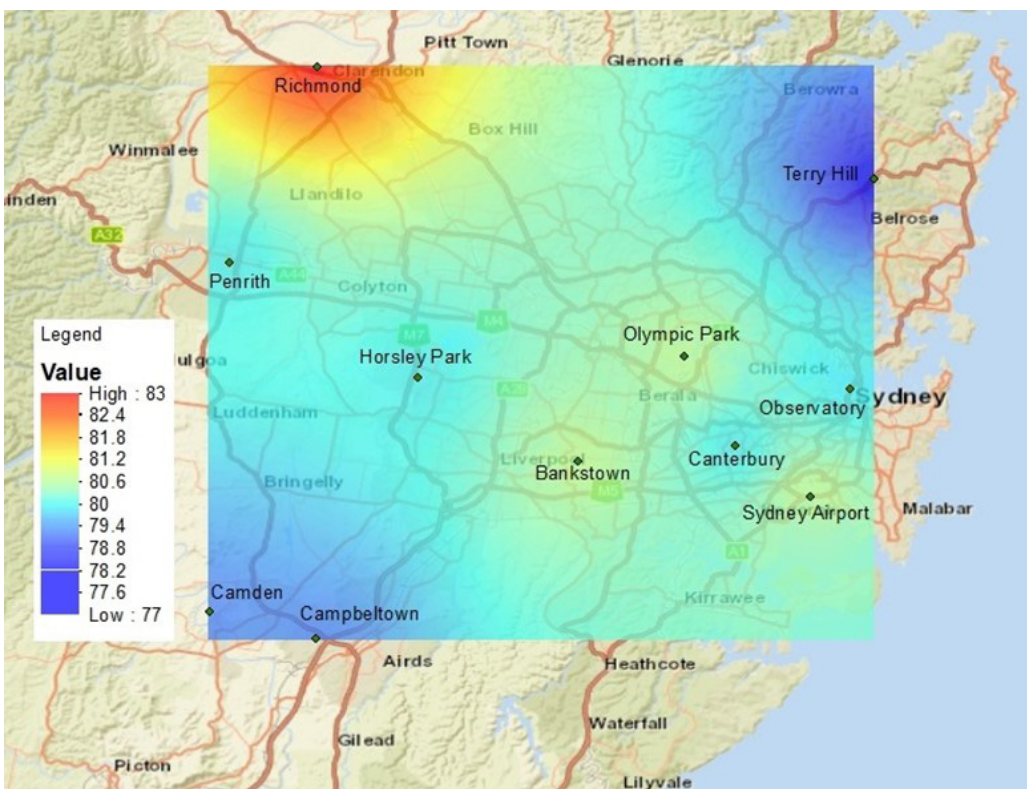 Pitt Town
Glenorie
Clarendon
Richmond
Berowra
Box Hill
Winmalee
Terry Hill
Llandilo
inden
Belrose
A32
Penrith
A44
Colyton
M4
M7
Olympic Park
Legend
Horsley Park
ulgoa
Chiswick
Value
High : 83
82.4
81.8
81.2
80.6
80
79.4
78.8
78.2
77.6
Low : 77
A28
Berala
Sydney
Observatory
Luddenham
Liverpool
Canterbury
Bankstown
Bringelly
M5
Sydney Airport
Malabar
A1
Camden
Kirrawee
Campbeltown
Airds
Heathcote
Waterfall
Gilead
Picton
Lilyvale